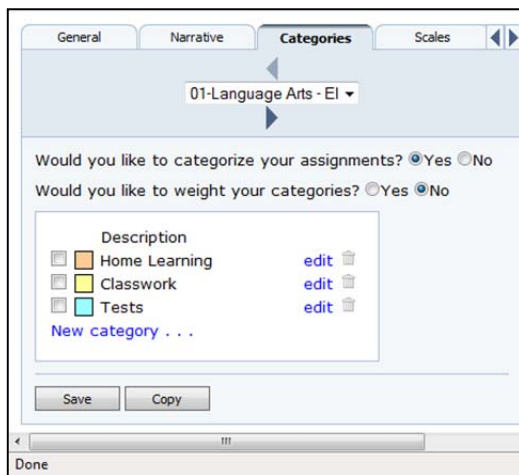 General Narrative Categories Scales
01-Language Arts - El
Would you like to categorize your assignments? Yes No
Would you like to weight your categories? Yes No
Description
Home Learning edit
Classwork edit
Tests edit
New category . . .
Save Copy
Done